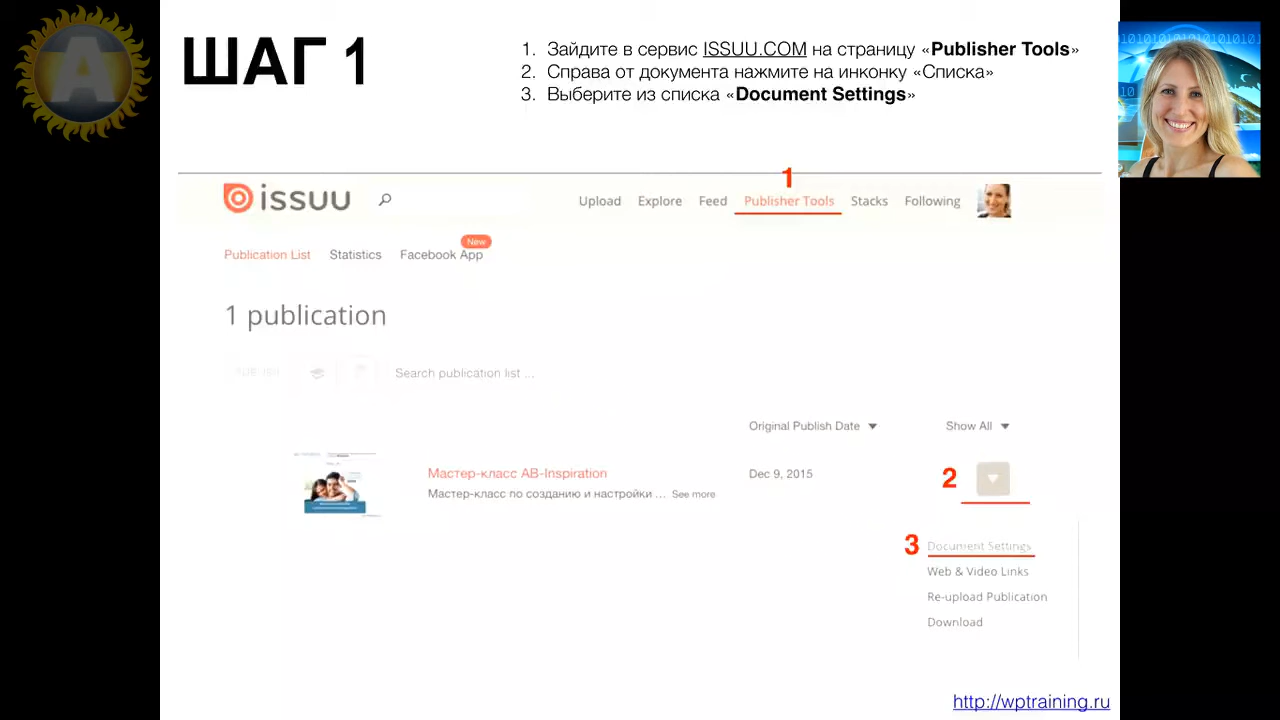 ШАГ 1
1. Зайдите в сервис ISSUU.COM на страницу «Publisher Tools»
2. Справа от документа нажмите на инконку «Списка»
3. Выберите из списка «Document Settings»
A
issuu
Upload Explore Feed Publisher Tools Stacks Following
1
Publication List Statistics Facebook App
New
1 publication
Search publication list ...
Original Publish Date Show All
Мастер-класс AB-Inspiration
Мастер-класс по созданию и настройки ... See more
Dec 9, 2015
2
3
Document Settings
Web & Video Links
Re-upload Publication
Download
http://wptraining.ru